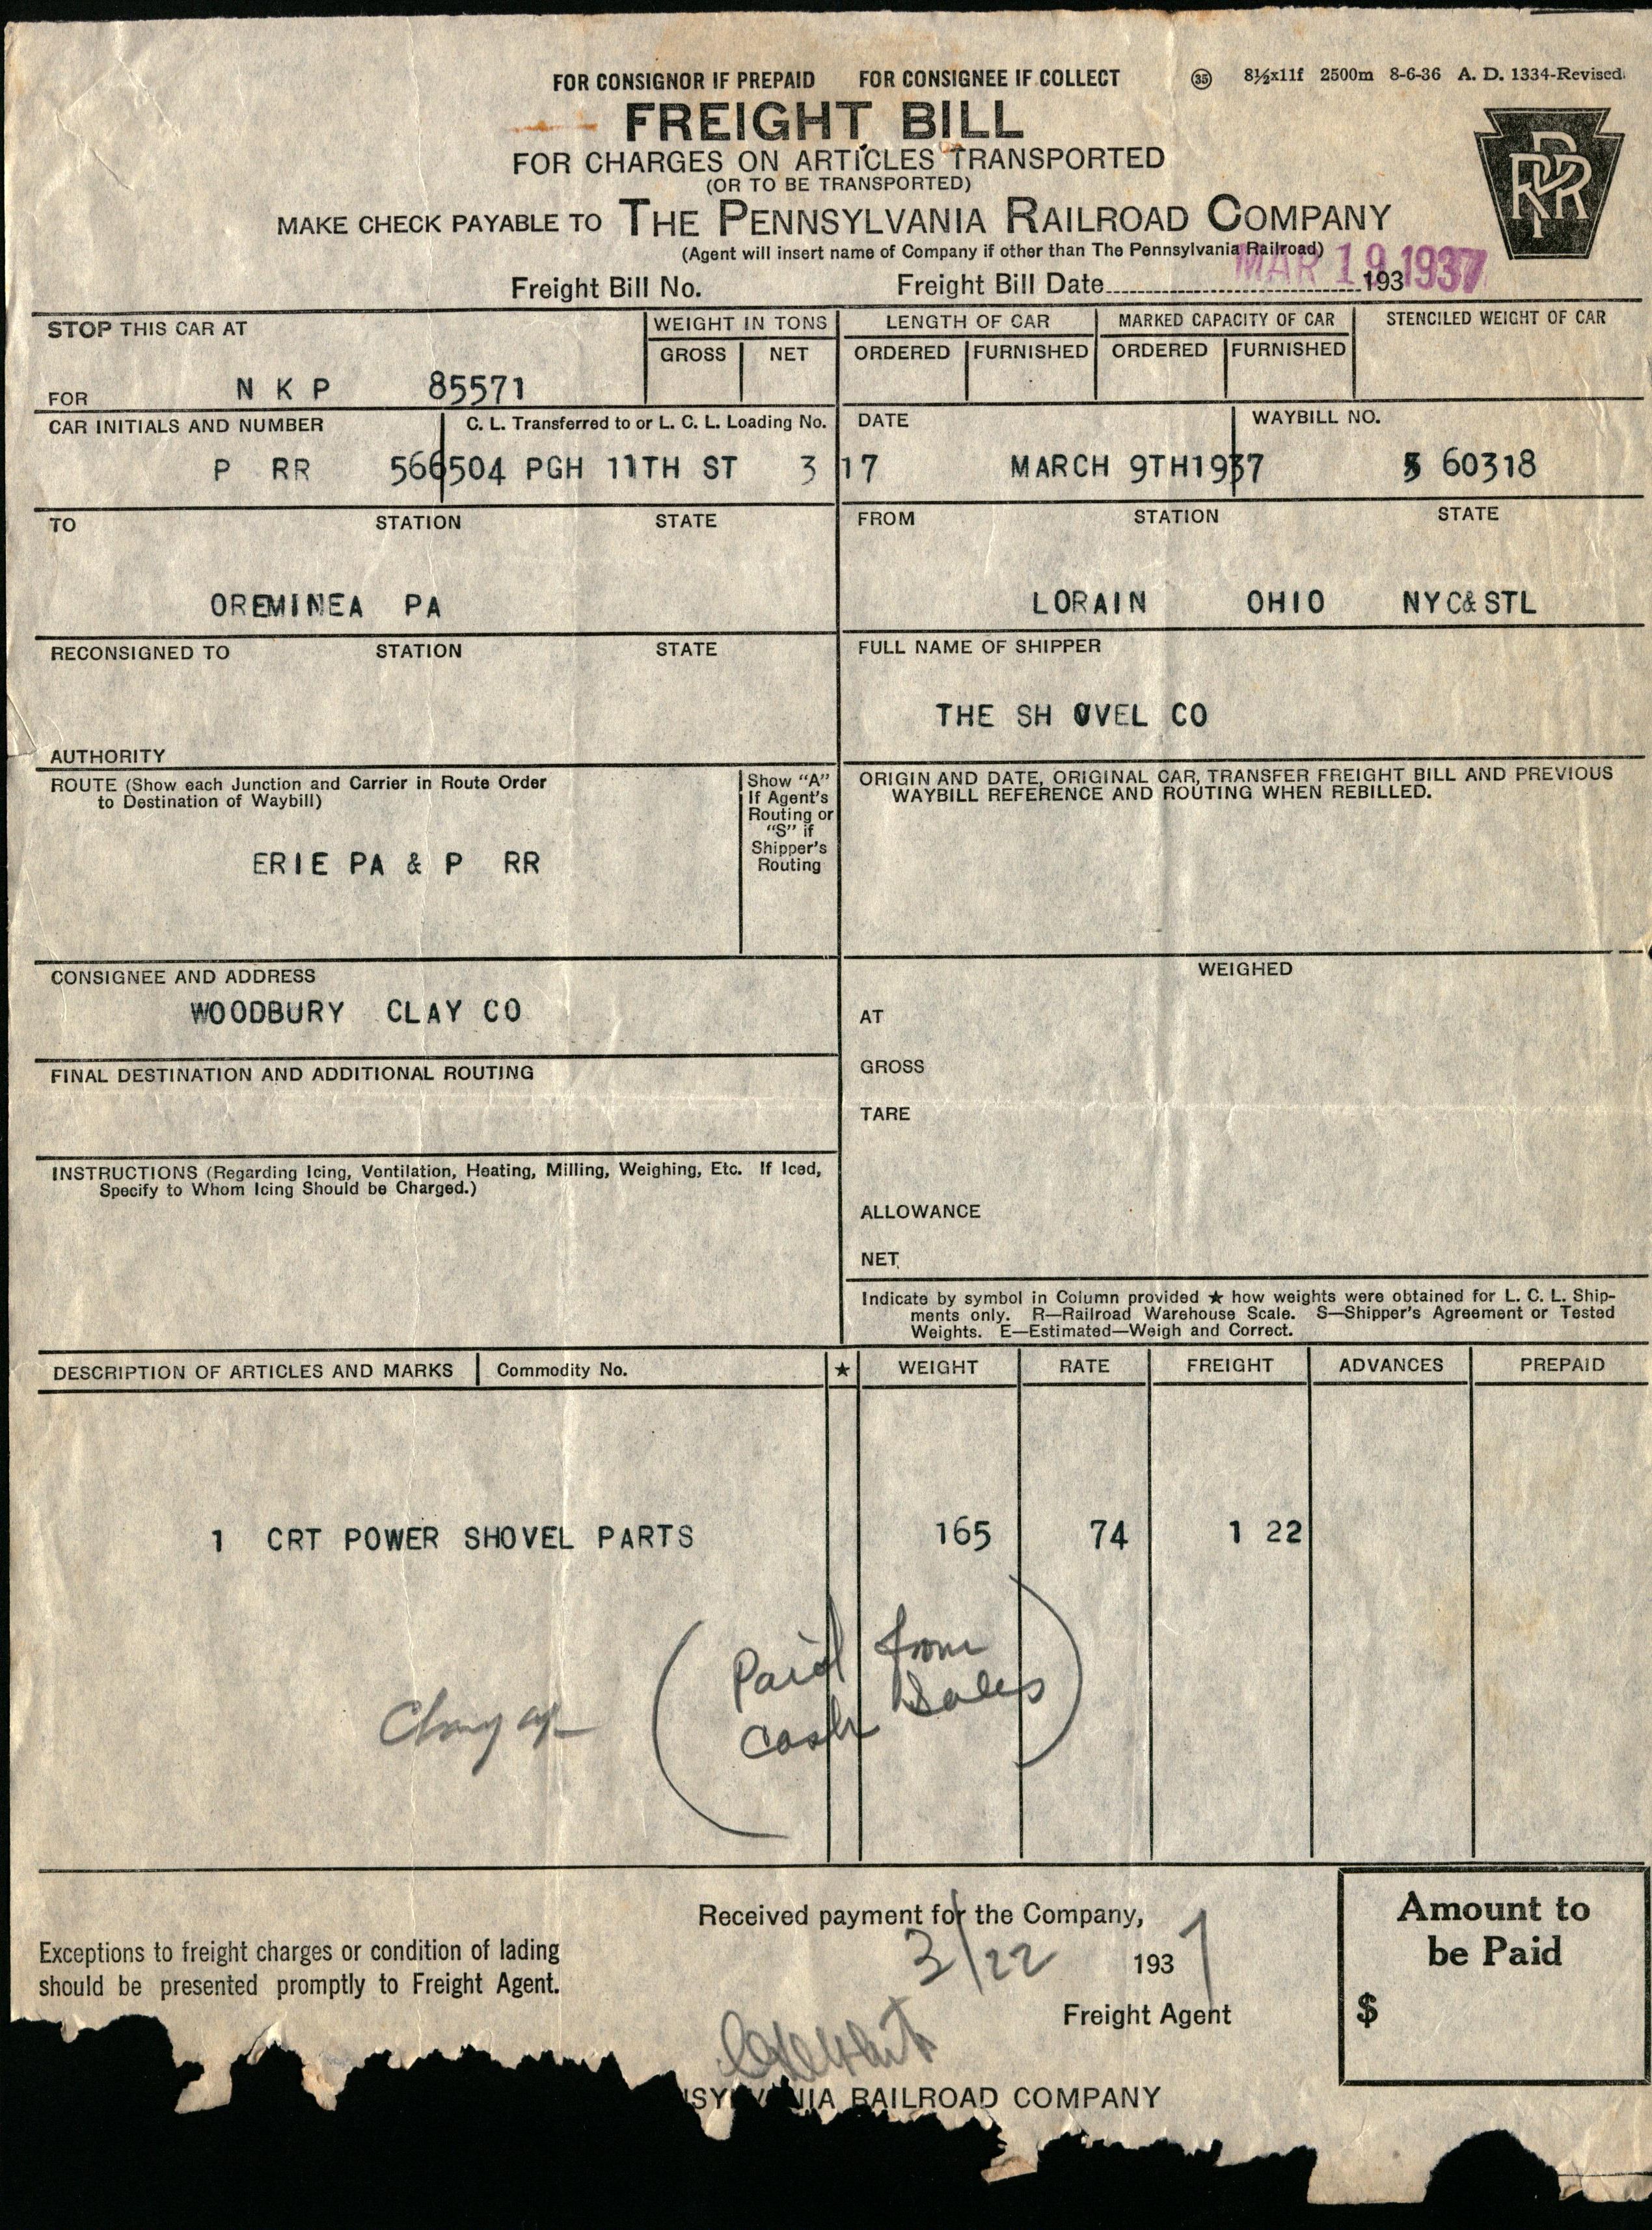 FOR CONSIGNOR IF PREPAID FOR CONSIGNEE IF COLLECT
35 8½x11f 2500m 8-6-36 A. D. 1334-Revised.
FREIGHT BILL
FOR CHARGES ON ARTICLES TRANSPORTED
(OR TO BE TRANSPORTED)
MAKE CHECK PAYABLE TO THE PENNSYLVANIA RAILROAD COMPANY
(Agent will insert name of Company if other than The Pennsylvania Railroad)
PRR
Freight Bill No. Freight Bill Date 193
MAR 19 1937
STOP THIS CAR AT
WEIGHT IN TONS LENGTH OF CAR MARKED CAPACITY OF CAR STENCILED WEIGHT OF CAR
GROSS NET ORDERED FURNISHED ORDERED FURNISHED
FOR N K P 85571
CAR INITIALS AND NUMBER C. L. Transferred to or L. C. L. Loading No. DATE WAYBILL NO.
P RR 566504 PGH 11TH ST 3 17 MARCH 9TH1937 5 60318
TO STATION STATE FROM STATION STATE
OREMINEA PA LORAIN OHIO NYC&STL
RECONSIGNED TO STATION STATE FULL NAME OF SHIPPER
THE SH OVEL CO
AUTHORITY
ROUTE (Show each Junction and Carrier in Route Order
to Destination of Waybill)
Show "A"
If Agent's
Routing or
"S" if
Shipper's
Routing
ORIGIN AND DATE, ORIGINAL CAR, TRANSFER FREIGHT BILL AND PREVIOUS
WAYBILL REFERENCE AND ROUTING WHEN REBILLED.
ERIE PA & P RR
CONSIGNEE AND ADDRESS
WOODBURY CLAY CO
WEIGHED
AT
GROSS
TARE
ALLOWANCE
NET
FINAL DESTINATION AND ADDITIONAL ROUTING
INSTRUCTIONS (Regarding Icing, Ventilation, Heating, Milling, Weighing, Etc. If Iced,
Specify to Whom Icing Should be Charged.)
Indicate by symbol in Column provided ★ how weights were obtained for L. C. L. Ship-
ments only. R—Railroad Warehouse Scale. S—Shipper's Agreement or Tested
Weights. E—Estimated—Weigh and Correct.
DESCRIPTION OF ARTICLES AND MARKS Commodity No. ★ WEIGHT RATE FREIGHT ADVANCES PREPAID
1 CRT POWER SHOVEL PARTS 165 74 1 22
(Paid from
Cash Sales)
Received payment for the Company,
3/22 1937
Freight Agent
Exceptions to freight charges or condition of lading
should be presented promptly to Freight Agent.
Amount to
be Paid
$
NSYLVANIA RAILROAD COMPANY